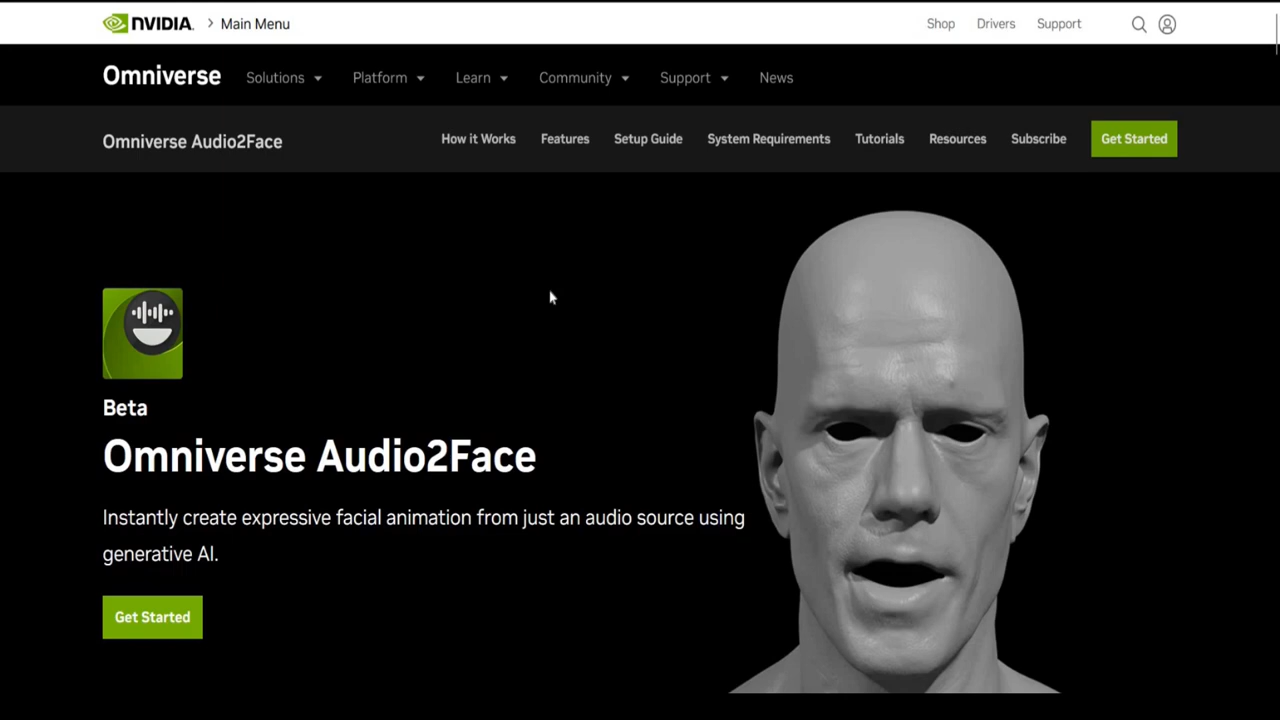 NVIDIA. > Main Menu Shop Drivers Support
Omniverse Solutions Platform Learn Community Support News
Omniverse Audio2Face How it Works Features Setup Guide System Requirements Tutorials Resources Subscribe Get Started
Beta
Omniverse Audio2Face
Instantly create expressive facial animation from just an audio source using
generative AI.
Get Started